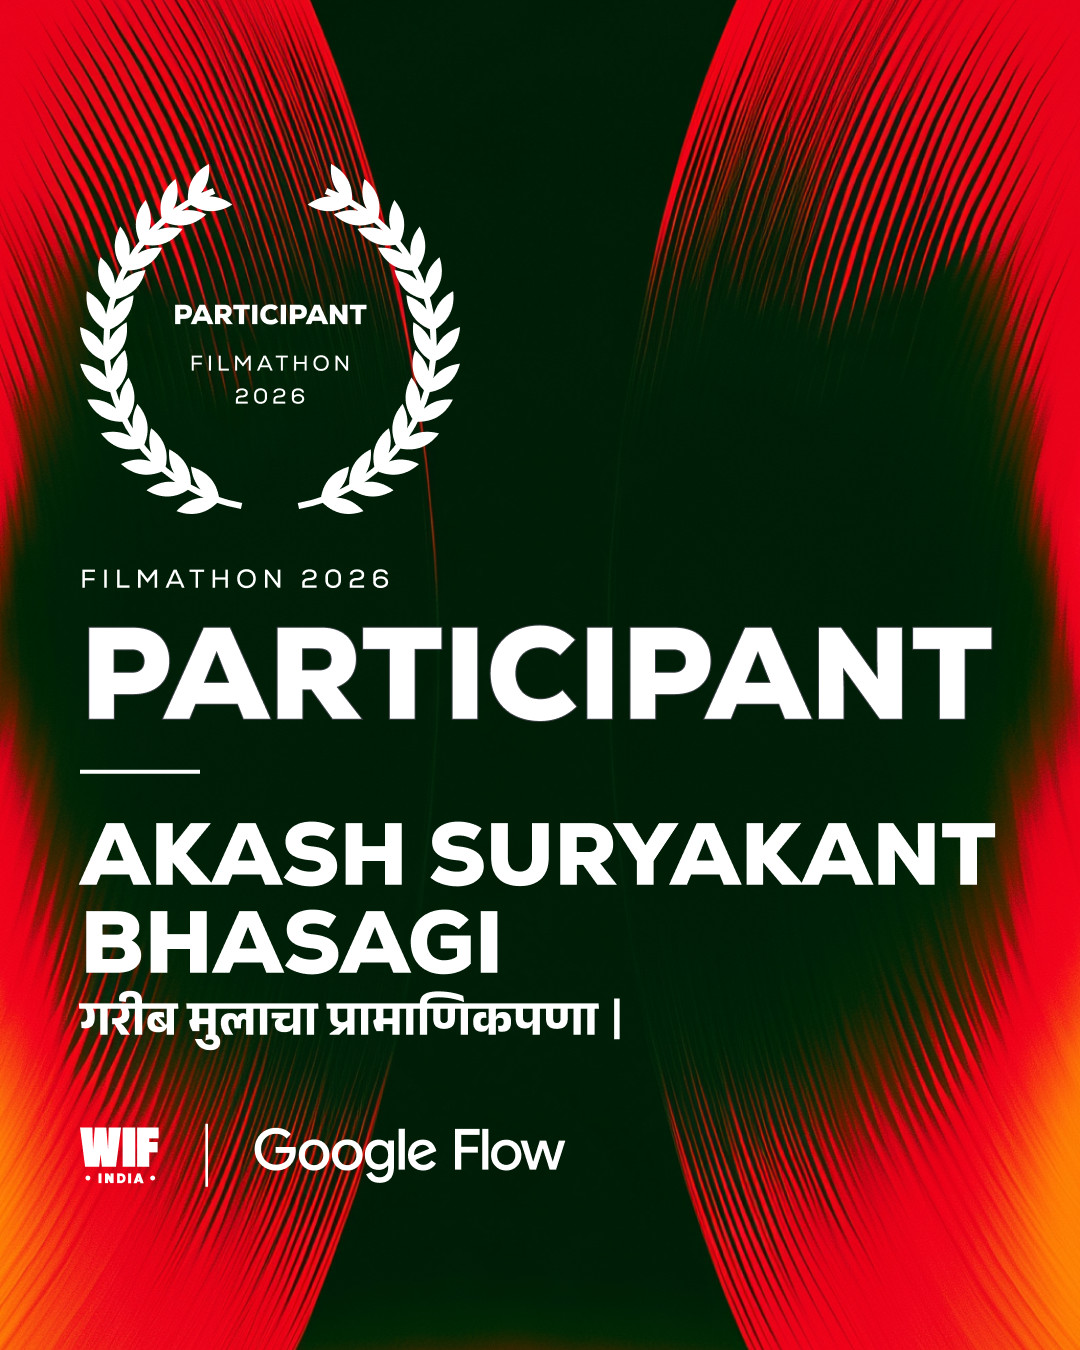 PARTICIPANT
FILMATHON
2026
FILMATHON 2026
PARTICIPANT
AKASH SURYAKANT
BHASAGI
गरीब मुलाचा प्रामाणिकपणा |
WIF
• INDIA •
Google Flow